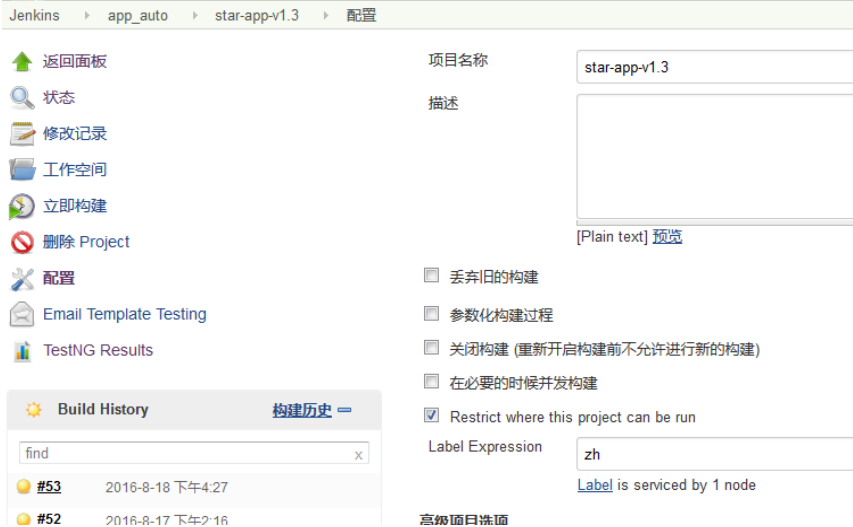 Jenkins app_auto star-app-v1.3 配置
返回面板
状态
修改记录
工作空间
立即构建
删除 Project
配置
Email Template Testing
TestNG Results
Build History 构建历史
find x
#53 2016-8-18 下午4:27
#52 2016-8-17 下午2:16
项目名称 star-app-v1.3
描述
[Plain text] 预览
丢弃旧的构建
参数化构建过程
关闭构建 (重新开启构建前不允许进行新的构建)
在必要的时候并发构建
Restrict where this project can be run
Label Expression zh
Label is serviced by 1 node
高级项目选项